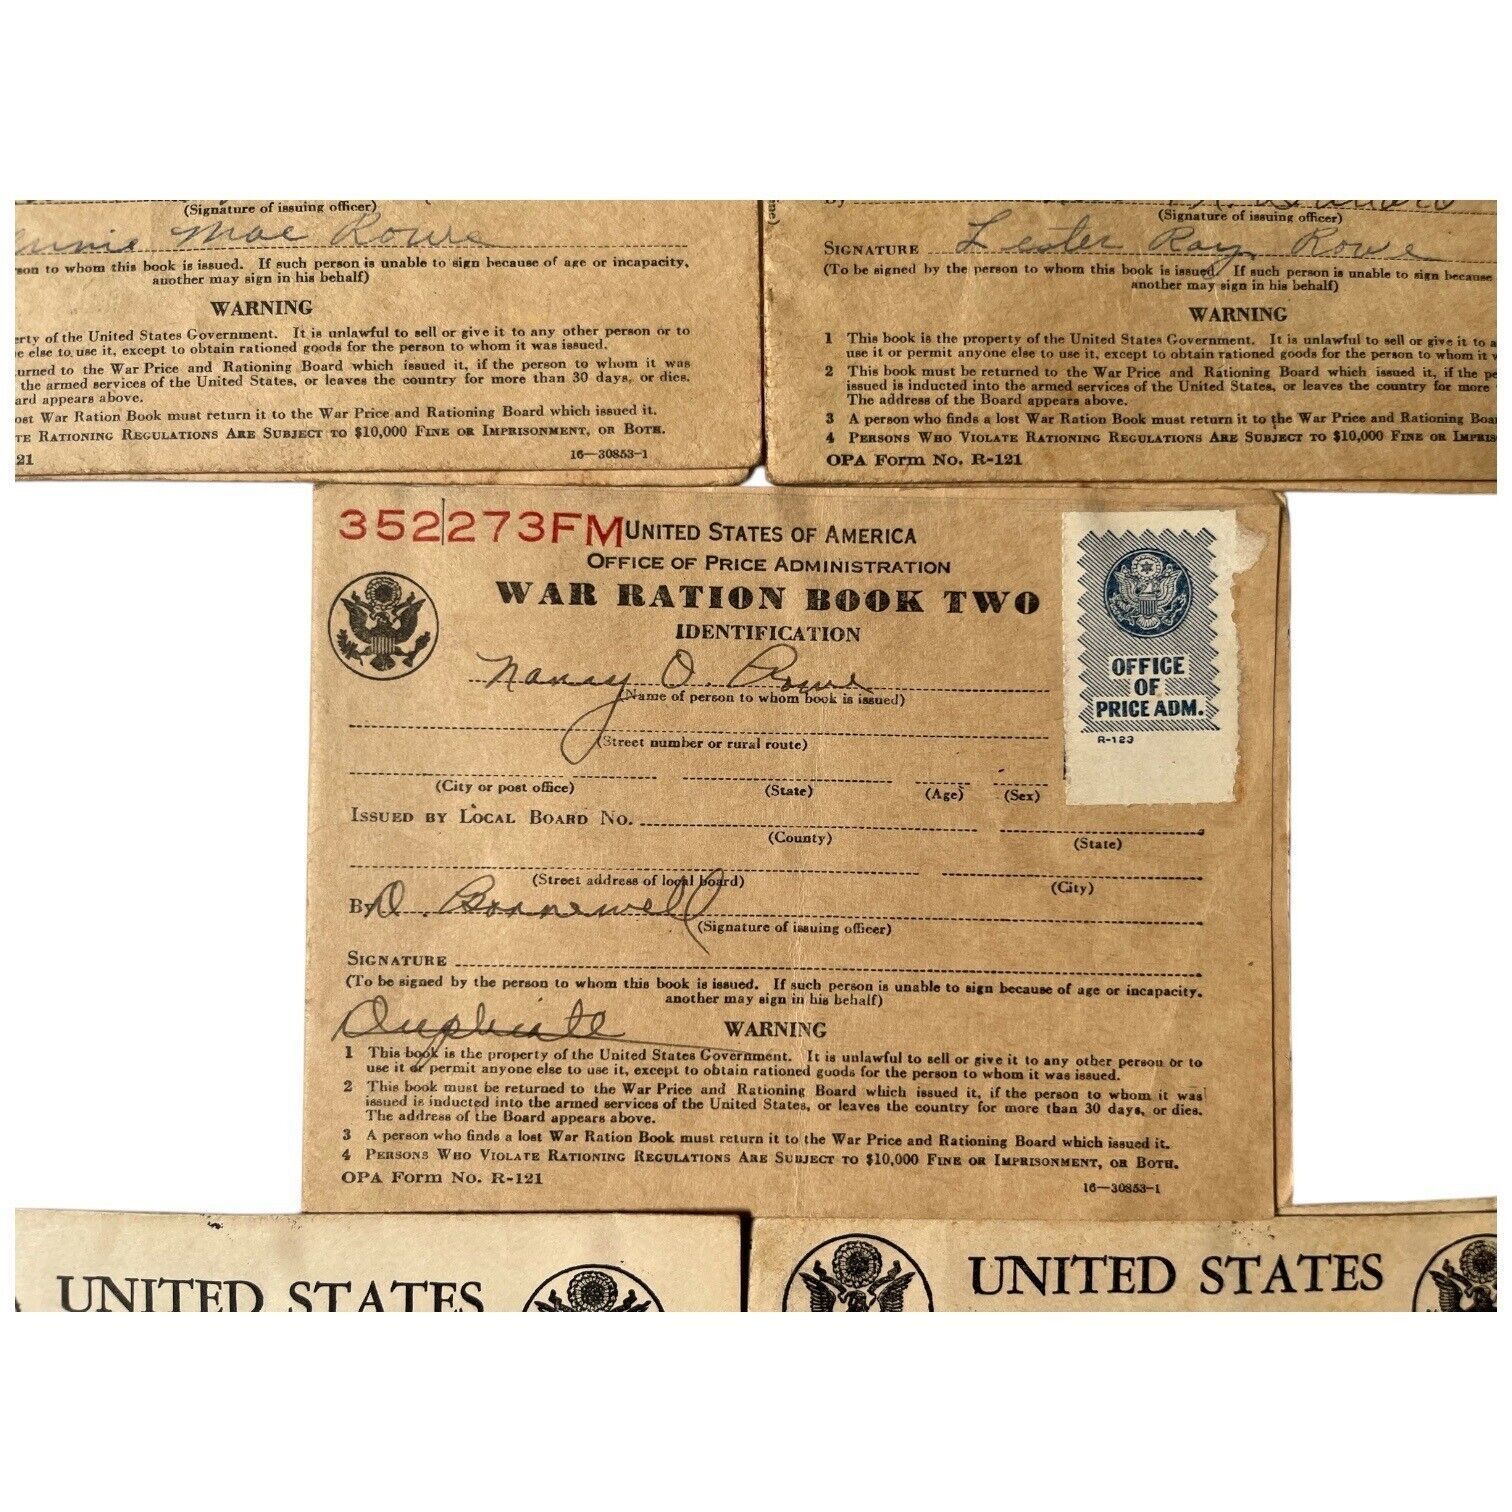 (Signature of issuing officer)
Mae Rowe
to whom this book is issued. If such person is unable to sign because of age or incapacity,
another may sign in his behalf)
WARNING
of the United States Government. It is unlawful to sell or give it to any other person or to
else to use it, except to obtain rationed goods for the person to whom it was issued.
to the War Price and Rationing Board which issued it, if the person to whom it was
the armed services of the United States, or leaves the country for more than 30 days, or dies.
appears above.
War Ration Book must return it to the War Price and Rationing Board which issued it.
RATIONING REGULATIONS ARE SUBJECT TO $10,000 FINE OR IMPRISONMENT, OR BOTH.
21
16—30853-1
(Signature of issuing officer)
SIGNATURE Lester Ray Rowe
(To be signed by the person to whom this book is issued. If such person is unable to sign because
another may sign in his behalf)
WARNING
1 This book is the property of the United States Government. It is unlawful to sell or give it to
use it or permit anyone else to use it, except to obtain rationed goods for the person to whom it
2 This book must be returned to the War Price and Rationing Board which issued it, if the
issued is inducted into the armed services of the United States, or leaves the country for more
The address of the Board appears above.
3 A person who finds a lost War Ration Book must return it to the War Price and Rationing
4 PERSONS WHO VIOLATE RATIONING REGULATIONS ARE SUBJECT TO $10,000 FINE OR
OPA Form No. R-121
352273FM UNITED STATES OF AMERICA
OFFICE OF PRICE ADMINISTRATION
WAR RATION BOOK TWO
IDENTIFICATION
Nancy O. Rowe
(Name of person to whom book is issued)
(Street number or rural route)
(City or post office) (State) (Age) (Sex)
ISSUED BY LOCAL BOARD NO.
(County) (State)
(Street address of local board) (City)
By O. Bonnewell
(Signature of issuing officer)
SIGNATURE
(To be signed by the person to whom this book is issued. If such person is unable to sign because of age or incapacity,
another may sign in his behalf)
Duplicate
WARNING
1 This book is the property of the United States Government. It is unlawful to sell or give it to any other person or to
use it or permit anyone else to use it, except to obtain rationed goods for the person to whom it was issued.
2 This book must be returned to the War Price and Rationing Board which issued it, if the person to whom it was
issued is inducted into the armed services of the United States, or leaves the country for more than 30 days, or dies.
The address of the Board appears above.
3 A person who finds a lost War Ration Book must return it to the War Price and Rationing Board which issued it.
4 PERSONS WHO VIOLATE RATIONING REGULATIONS ARE SUBJECT TO $10,000 FINE OR IMPRISONMENT, OR BOTH.
OPA Form No. R-121
16—30853-1
OFFICE
OF
PRICE ADM.
R-123
UNITED STATES
UNITED STATES